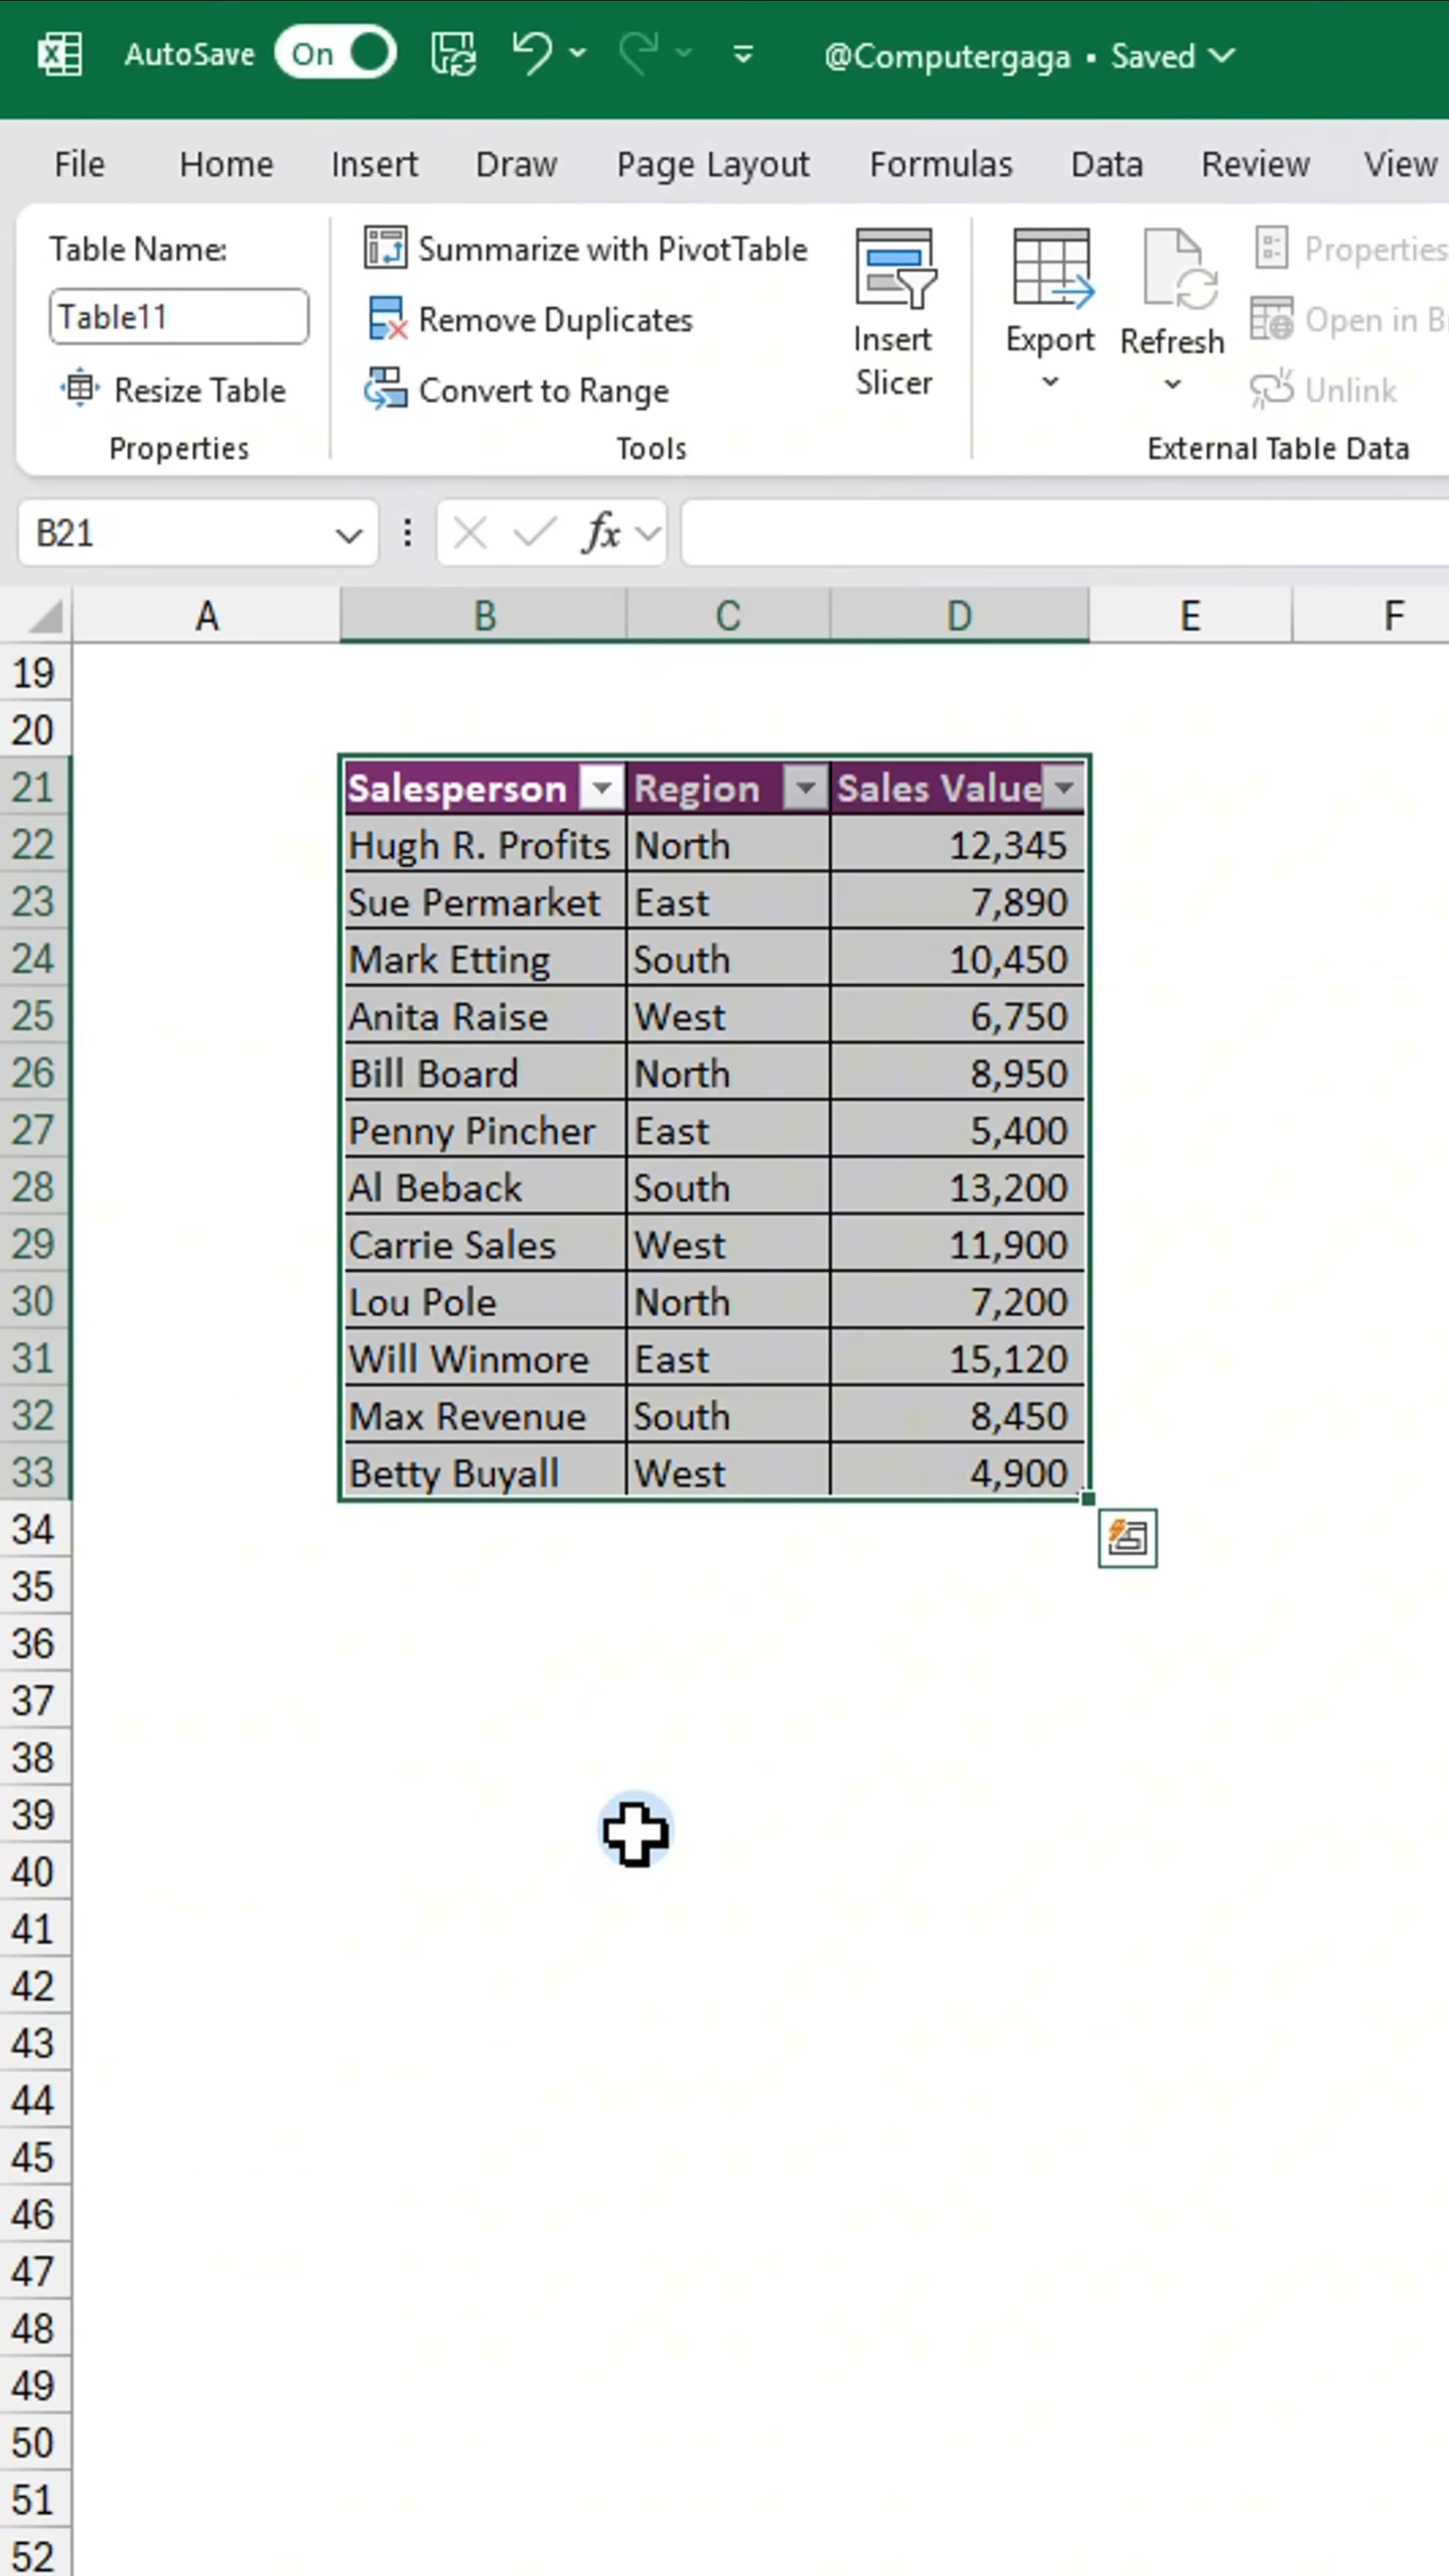 AutoSave On @Computergaga • Saved
File Home Insert Draw Page Layout Formulas Data Review View
Table Name:
Table11
Resize Table
Properties
Summarize with PivotTable
Remove Duplicates
Convert to Range
Insert
Slicer
Tools
Export
Refresh
Properties
Open in
Unlink
External Table Data
B21 fx
A B C D E F
19
20
21 Salesperson Region Sales Value
22 Hugh R. Profits North 12,345
23 Sue Permarket East 7,890
24 Mark Etting South 10,450
25 Anita Raise West 6,750
26 Bill Board North 8,950
27 Penny Pincher East 5,400
28 Al Beback South 13,200
29 Carrie Sales West 11,900
30 Lou Pole North 7,200
31 Will Winmore East 15,120
32 Max Revenue South 8,450
33 Betty Buyall West 4,900
34
35
36
37
38
39
40
41
42
43
44
45
46
47
48
49
50
51
52